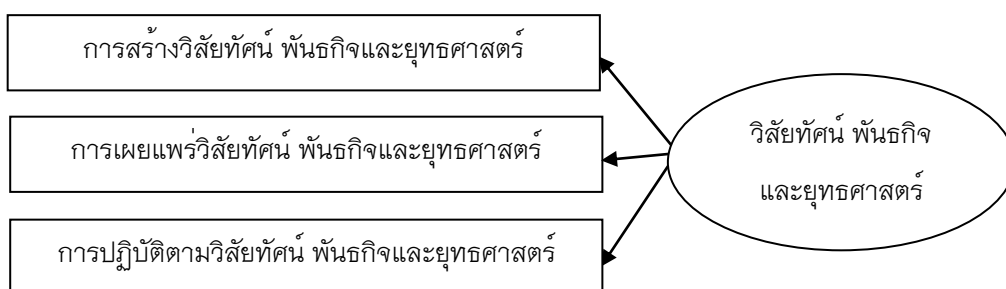 การสร้างวิสัยทัศน์ พันธกิจและยุทธศาสตร์
การเผยแพร่วิสัยทัศน์ พันธกิจและยุทธศาสตร์
การปฏิบัติตามวิสัยทัศน์ พันธกิจและยุทธศาสตร์
วิสัยทัศน์ พันธกิจ
และยุทธศาสตร์